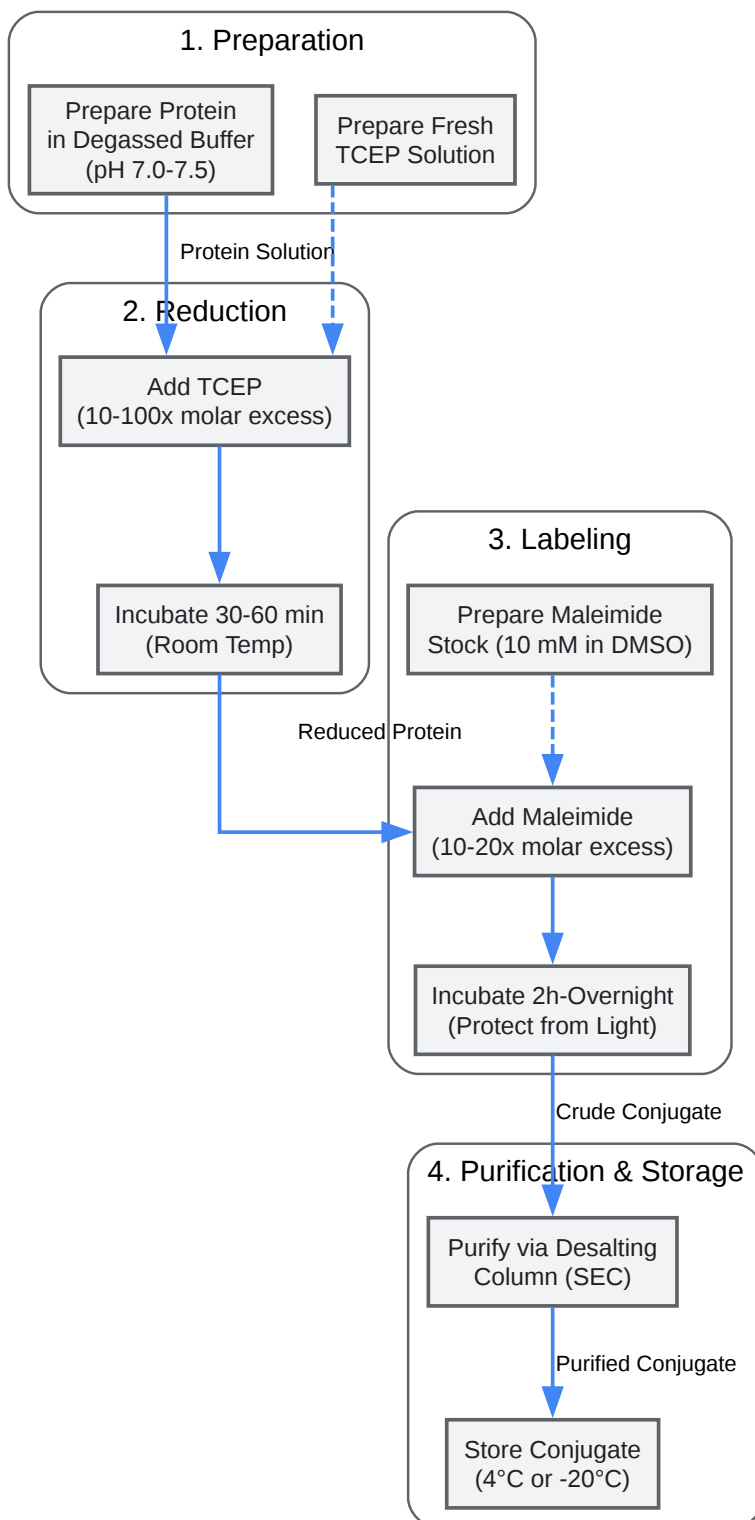 1. Preparation
Prepare Protein
in Degassed Buffer
(pH 7.0-7.5)
Prepare Fresh
TCEP Solution
Protein Solution
2. Reduction
Add TCEP
(10-100x molar excess)
Incubate 30-60 min
(Room Temp)
Reduced Protein
3. Labeling
Prepare Maleimide
Stock (10 mM in DMSO)
Add Maleimide
(10-20x molar excess)
Incubate 2h-Overnight
(Protect from Light)
Crude Conjugate
4. Purification & Storage
Purify via Desalting
Column (SEC)
Purified Conjugate
Store Conjugate
(4°C or -20°C)